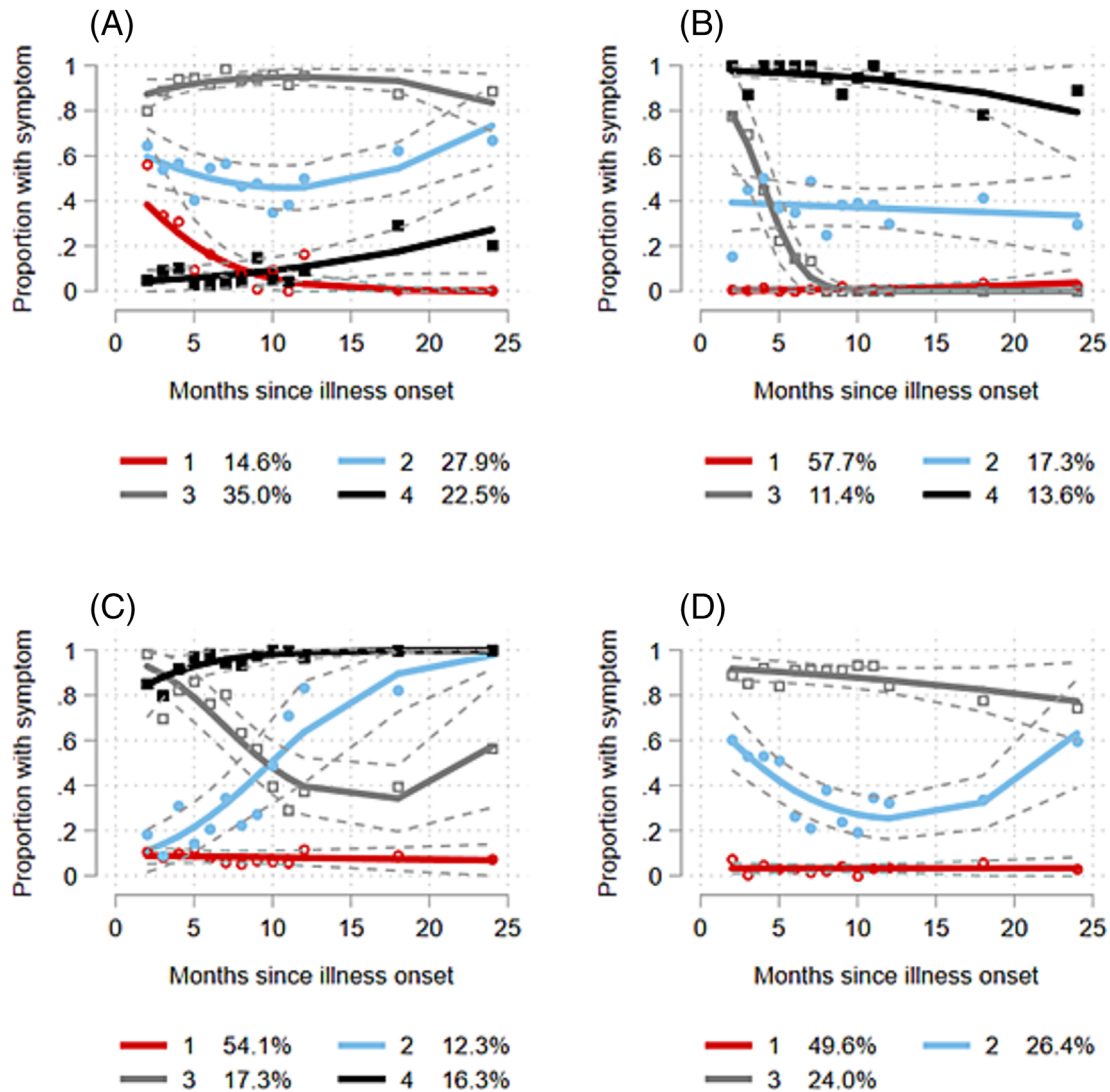 (A)
Proportion with symptom
1
.8
.6
.4
.2
0
0 5 10 15 20 25
Months since illness onset
1 14.6% 2 27.9%
3 35.0% 4 22.5%
(B)
Proportion with symptom
1
.8
.6
.4
.2
0
0 5 10 15 20 25
Months since illness onset
1 57.7% 2 17.3%
3 11.4% 4 13.6%
(C)
Proportion with symptom
1
.8
.6
.4
.2
0
0 5 10 15 20 25
Months since illness onset
1 54.1% 2 12.3%
3 17.3% 4 16.3%
(D)
Proportion with symptom
1
.8
.6
.4
.2
0
0 5 10 15 20 25
Months since illness onset
1 49.6% 2 26.4%
3 24.0%